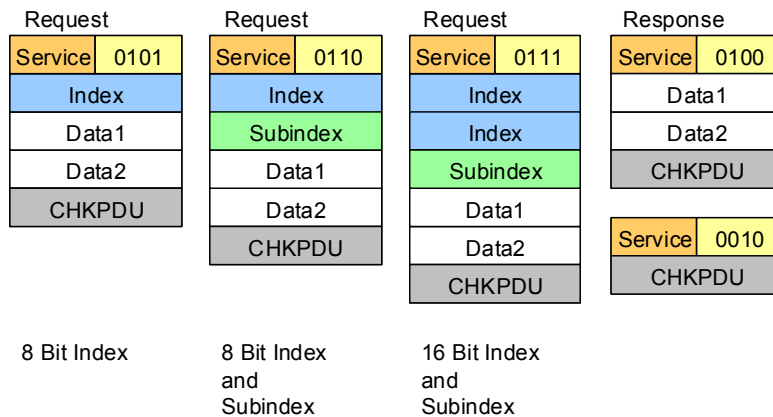 Request
Service 0101
Index
Data1
Data2
CHKPDU
8 Bit Index
Request
Service 0110
Index
Subindex
Data1
Data2
CHKPDU
8 Bit Index
and
Subindex
Request
Service 0111
Index
Index
Subindex
Data1
Data2
CHKPDU
16 Bit Index
and
Subindex
Response
Service 0100
Data1
Data2
CHKPDU
Service 0010
CHKPDU